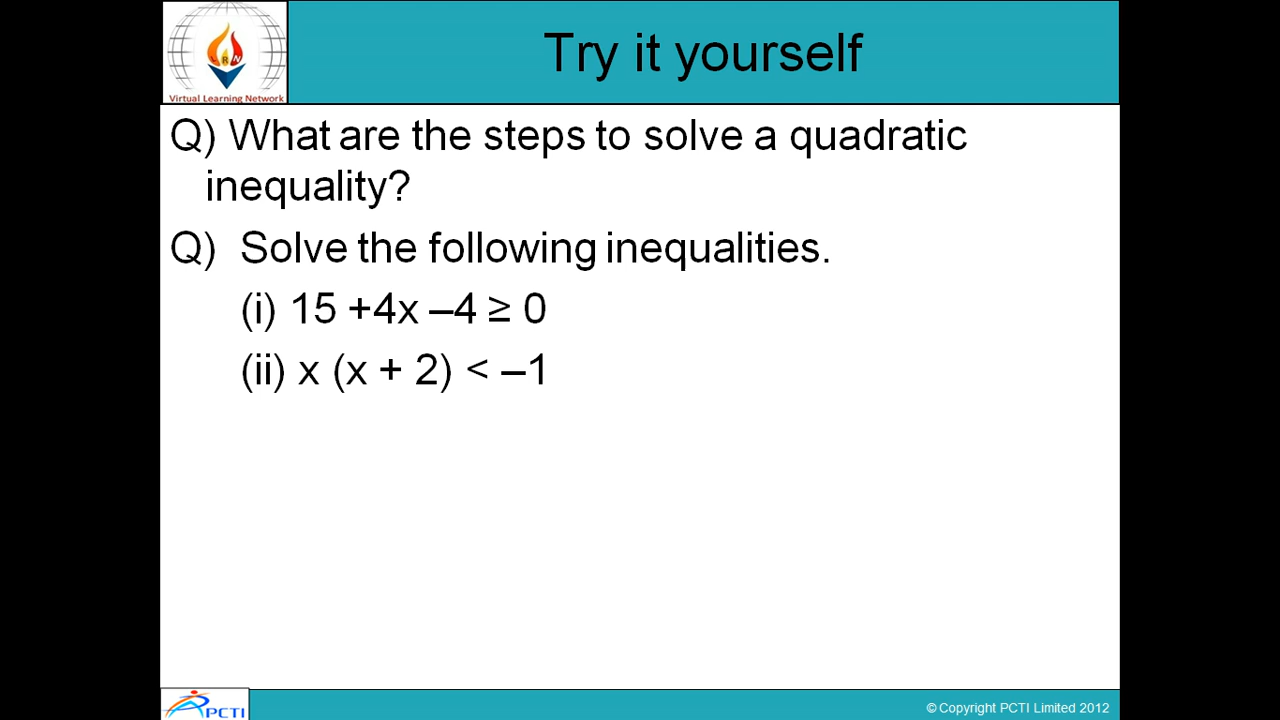 Try it yourself
Virtual Learning Network
Q) What are the steps to solve a quadratic
inequality?
Q) Solve the following inequalities.
(i) 15 +4x –4 ≥ 0
(ii) x (x + 2) < –1
PCTI
© Copyright PCTI Limited 2012